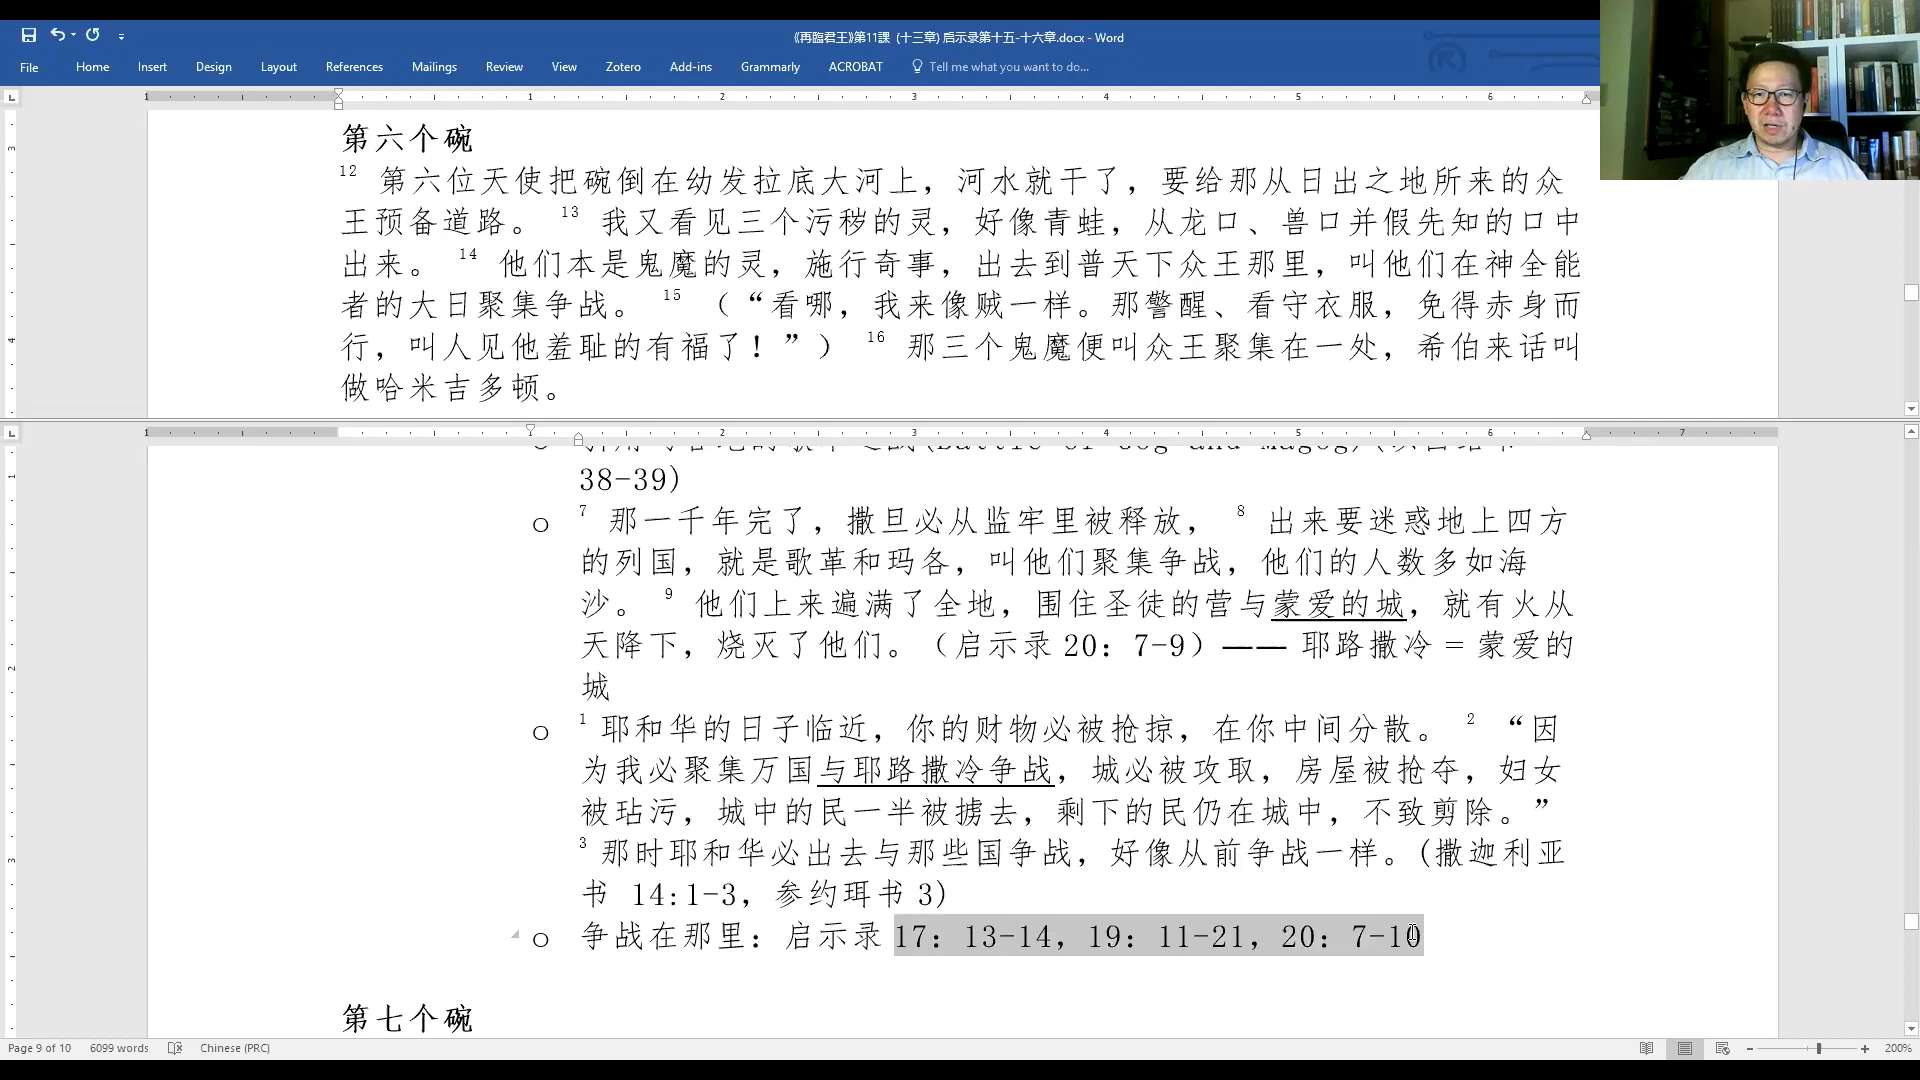 《再臨君王》第11課 (十三章) 启示录第十五-十六章.docx - Word
File Home Insert Design Layout References Mailings Review View Zotero Add-ins Grammarly ACROBAT Tell me what you want to do...
1 1 2 3 4 5 6
第六个碗
12 第六位天使把碗倒在幼发拉底大河上，河水就干了，要给那从日出之地所来的众
王预备道路。 13 我又看见三个污秽的灵，好像青蛙，从龙口、兽口并假先知的口中
出来。 14 他们本是鬼魔的灵，施行奇事，出去到普天下众王那里，叫他们在神全能
者的大日聚集争战。 15 （“看哪，我来像贼一样。那警醒、看守衣服，免得赤身而
行，叫人见他羞耻的有福了！”） 16 那三个鬼魔便叫众王聚集在一处，希伯来话叫
做哈米吉多顿。
1 1 2 3 4 5 6 7
38-39)
o 7 那一千年完了，撒旦必从监牢里被释放， 8 出来要迷惑地上四方
的列国，就是歌革和玛各，叫他们聚集争战，他们的人数多如海
沙。 9 他们上来遍满了全地，围住圣徒的营与蒙爱的城，就有火从
天降下，烧灭了他们。（启示录 20：7-9）—— 耶路撒冷 = 蒙爱的
城
o 1 耶和华的日子临近，你的财物必被抢掠，在你中间分散。 2 “因
为我必聚集万国与耶路撒冷争战，城必被攻取，房屋被抢夺，妇女
被玷污，城中的民一半被掳去，剩下的民仍在城中，不致剪除。”
3 那时耶和华必出去与那些国争战，好像从前争战一样。(撒迦利亚
书 14:1-3，参约珥书 3)
o 争战在那里：启示录 17：13-14，19：11-21，20：7-10
第七个碗
Page 9 of 10 6099 words Chinese (PRC) 200%